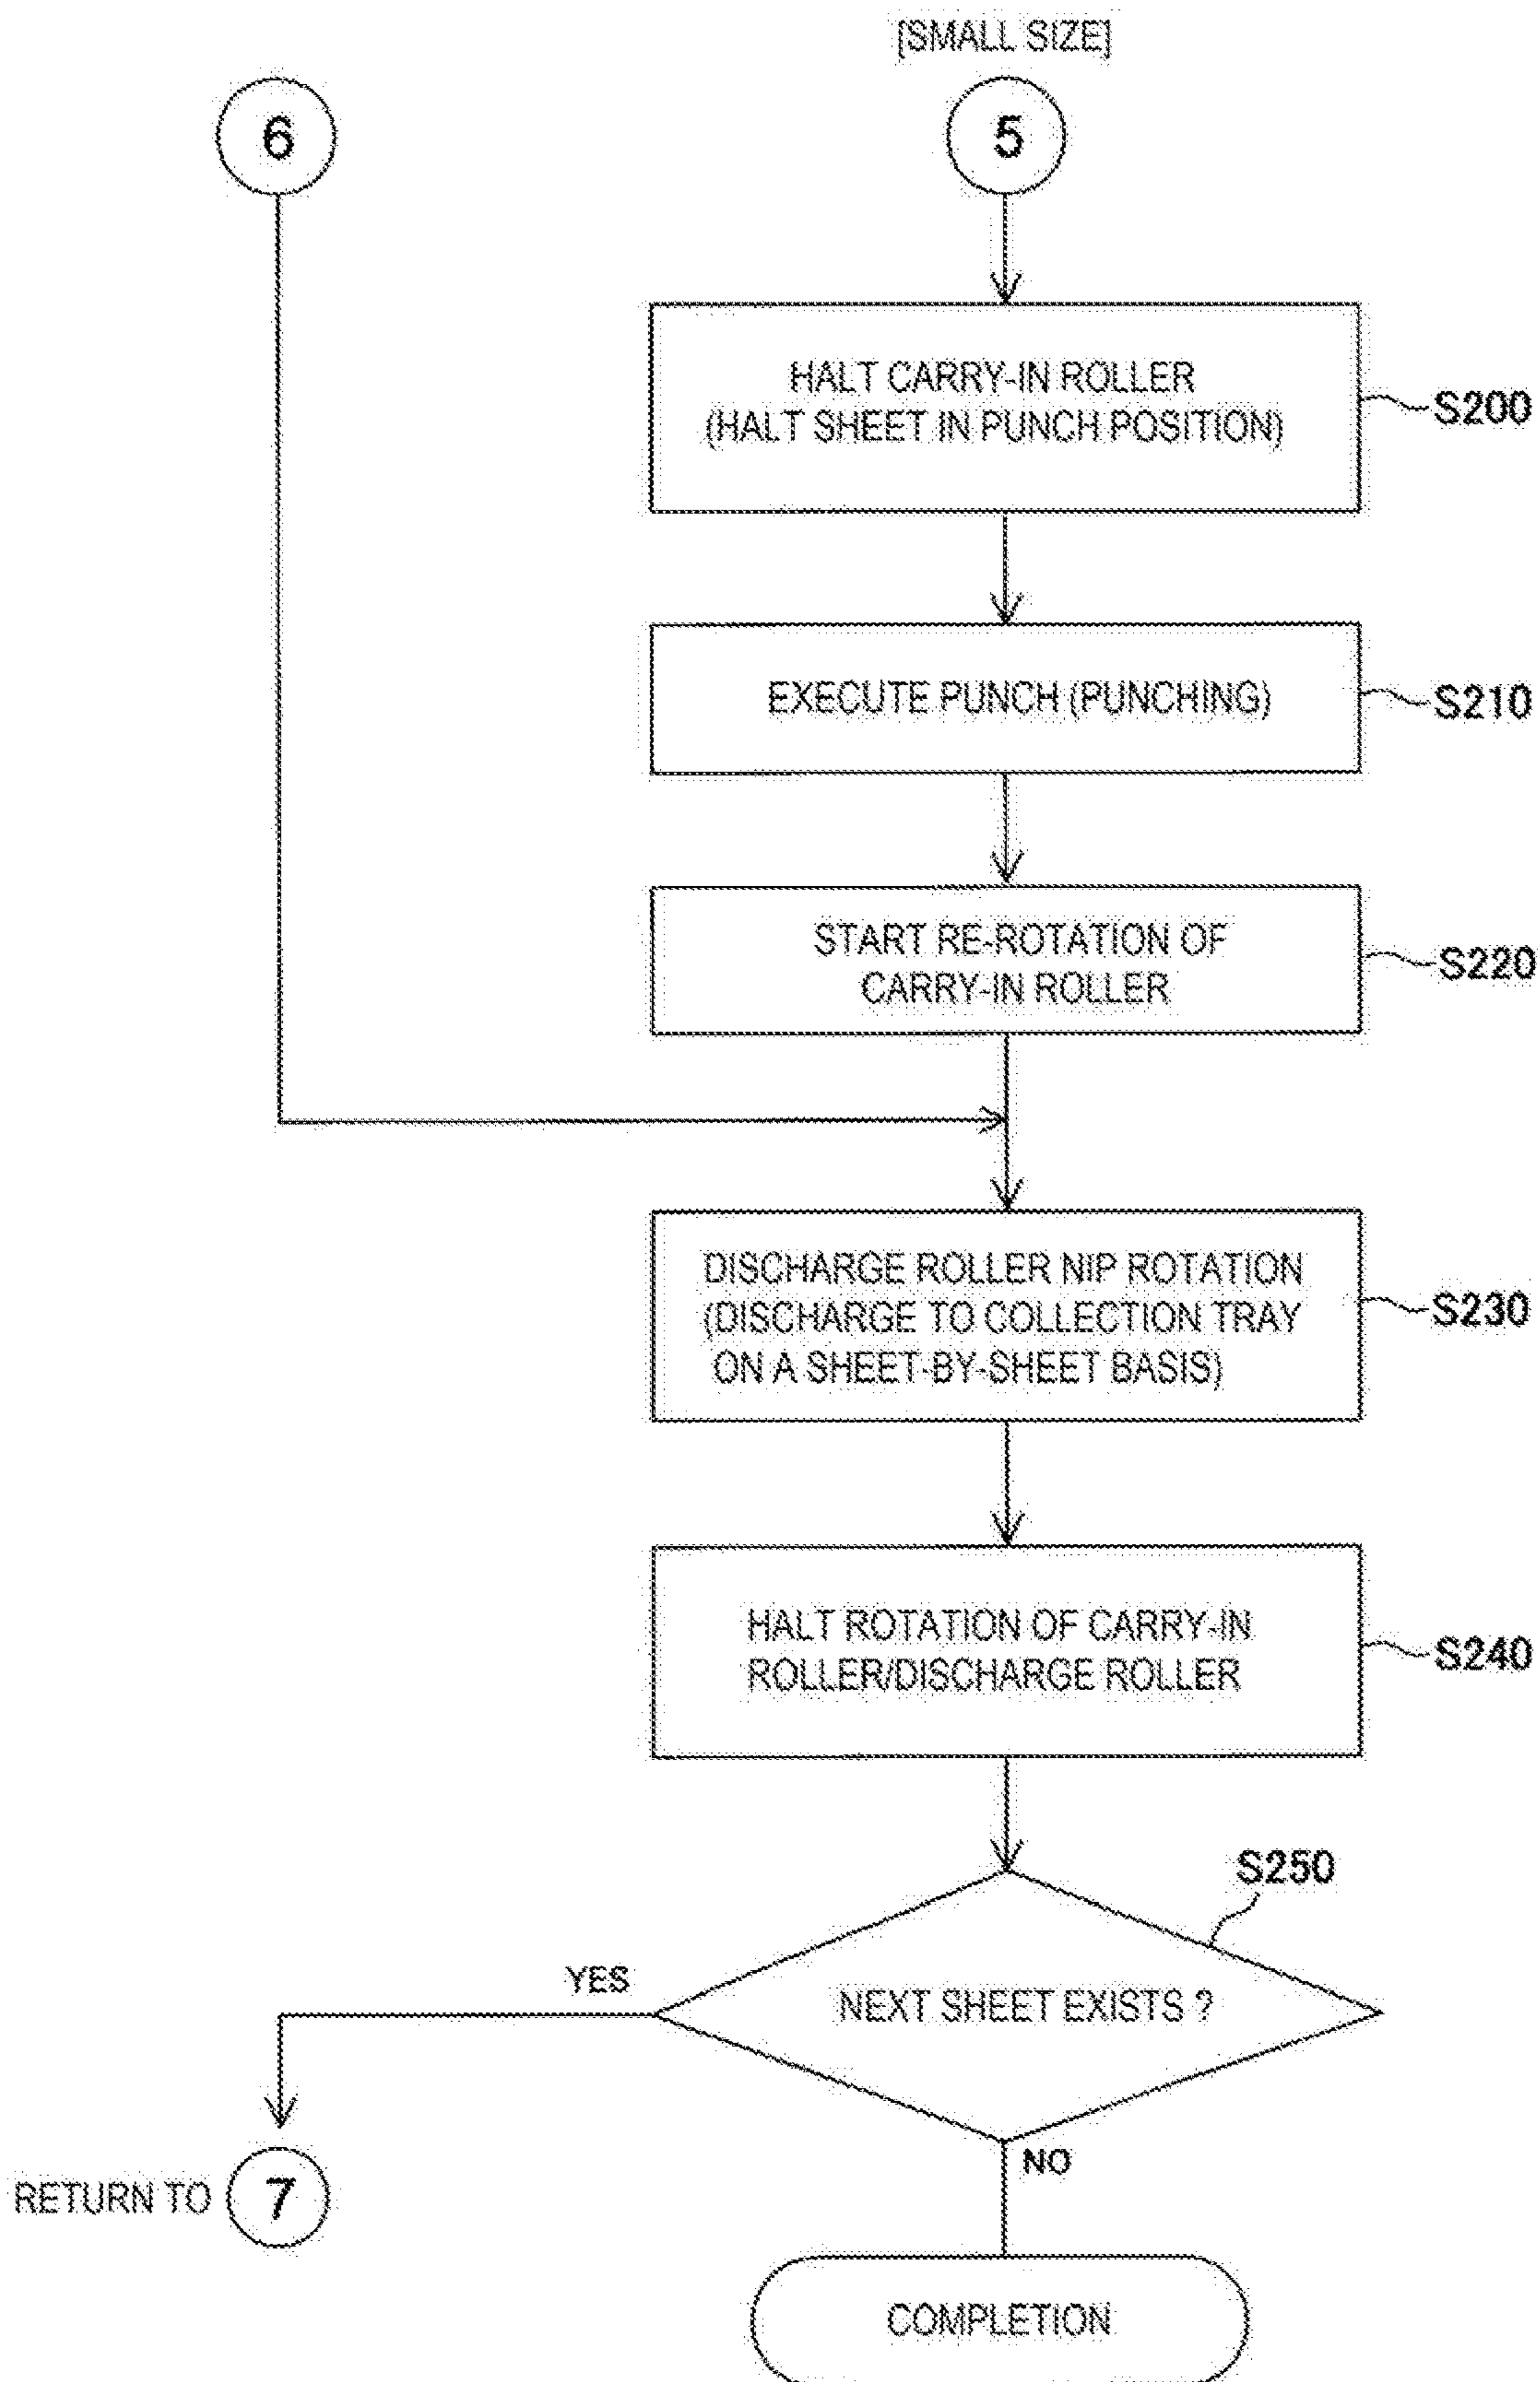 [SMALL SIZE]
6
5
HALT CARRY-IN ROLLER
(HALT SHEET IN PUNCH POSITION)
S200
EXECUTE PUNCH (PUNCHING)
S210
START RE-ROTATION OF
CARRY-IN ROLLER
S220
DISCHARGE ROLLER NIP ROTATION
(DISCHARGE TO COLLECTION TRAY
ON A SHEET-BY-SHEET BASIS)
S230
HALT ROTATION OF CARRY-IN
ROLLER/DISCHARGE ROLLER
S240
S250
YES
NEXT SHEET EXISTS ?
NO
RETURN TO 7
COMPLETION